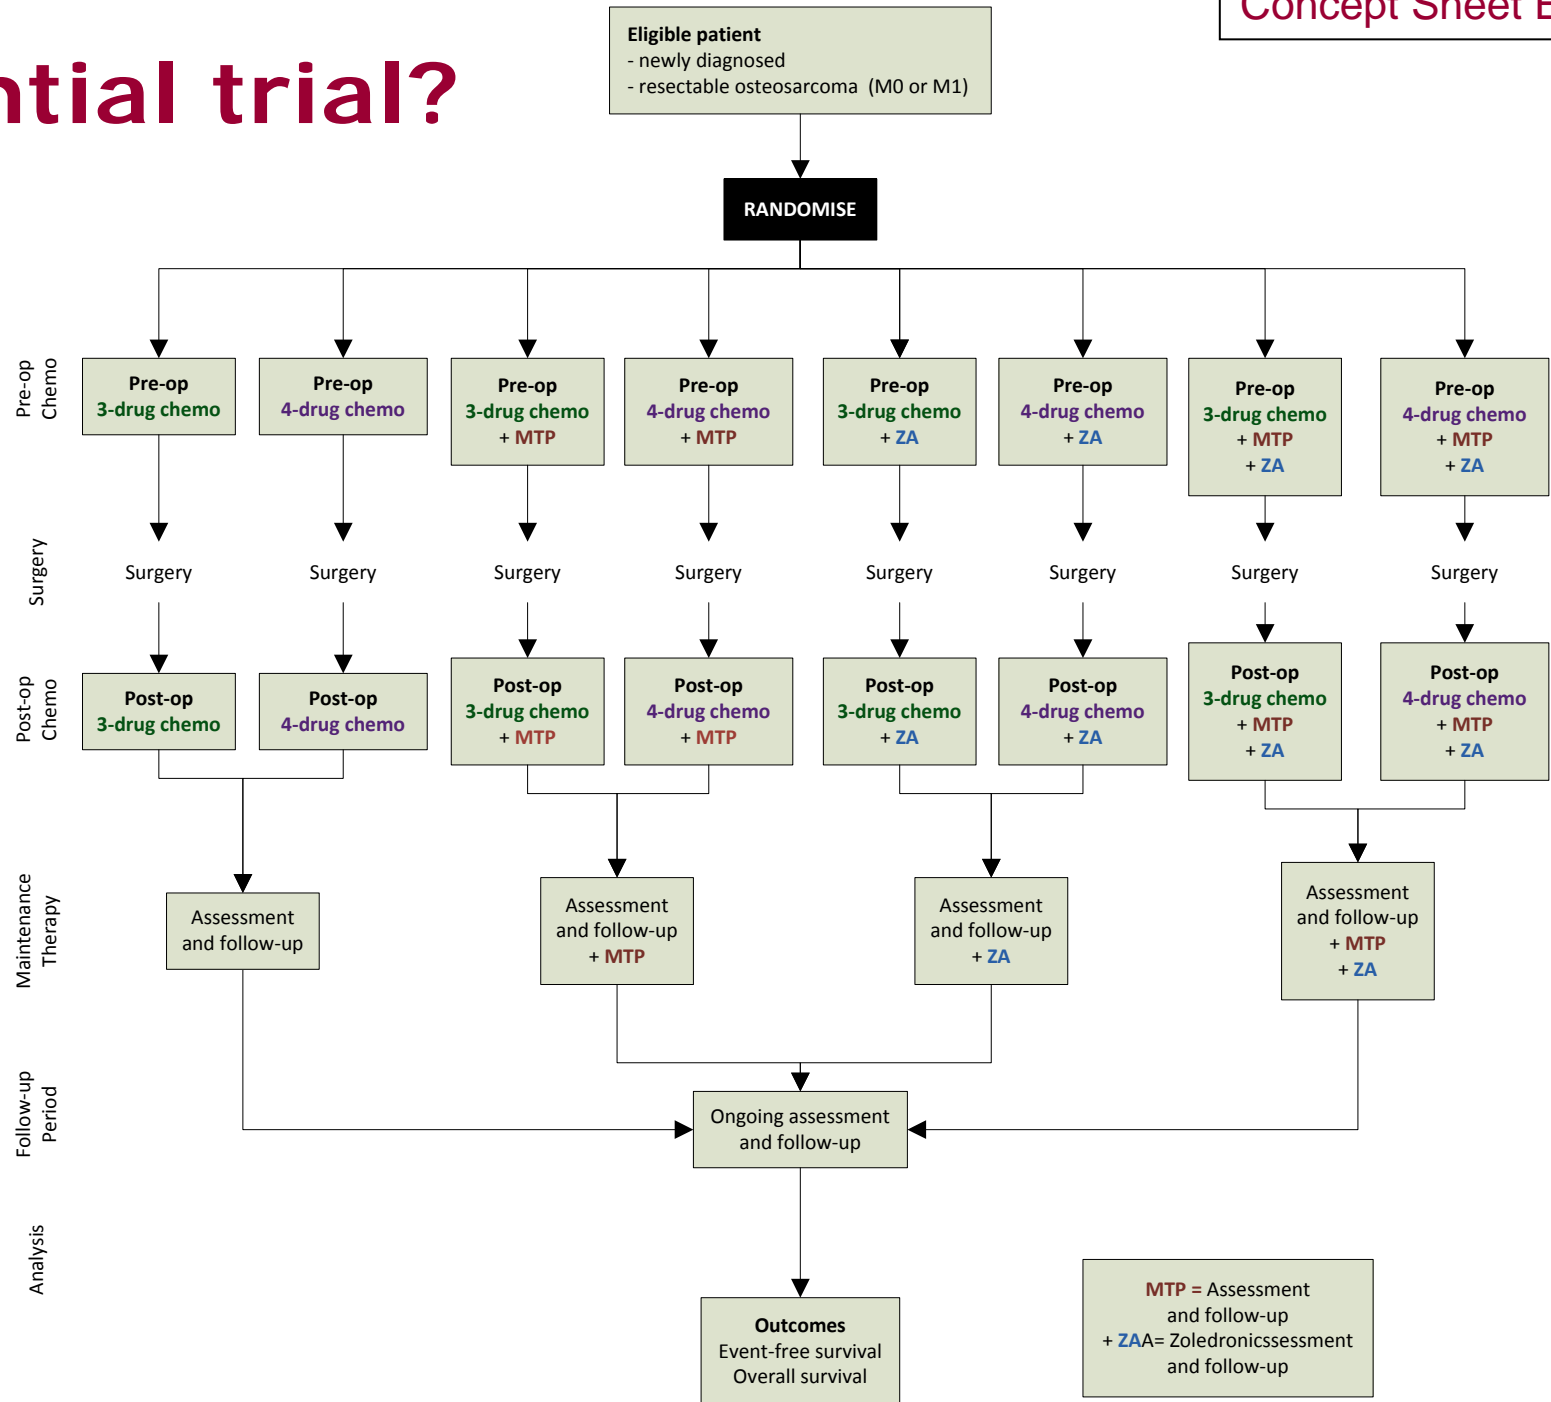 Concept Sheet E
ntial trial?
Eligible patient
- newly diagnosed
- resectable osteosarcoma (M0 or M1)
RANDOMISE
Pre-op
Chemo
Pre-op
3-drug chemo
Pre-op
4-drug chemo
Pre-op
3-drug chemo
+ MTP
Pre-op
4-drug chemo
+ MTP
Pre-op
3-drug chemo
+ ZA
Pre-op
4-drug chemo
+ ZA
Pre-op
3-drug chemo
+ MTP
+ ZA
Pre-op
4-drug chemo
+ MTP
+ ZA
Surgery
Surgery
Surgery
Surgery
Surgery
Surgery
Surgery
Surgery
Surgery
Post-op
Chemo
Post-op
3-drug chemo
Post-op
4-drug chemo
Post-op
3-drug chemo
+ MTP
Post-op
4-drug chemo
+ MTP
Post-op
3-drug chemo
+ ZA
Post-op
4-drug chemo
+ ZA
Post-op
3-drug chemo
+ MTP
+ ZA
Post-op
4-drug chemo
+ MTP
+ ZA
Maintenance
Therapy
Assessment
and follow-up
Assessment
and follow-up
+ MTP
Assessment
and follow-up
+ ZA
Assessment
and follow-up
+ MTP
+ ZA
Follow-up
Period
Ongoing assessment
and follow-up
Analysis
Outcomes
Event-free survival
Overall survival
MTP = Assessment
and follow-up
+ ZAA= Zoledronicssessment
and follow-up